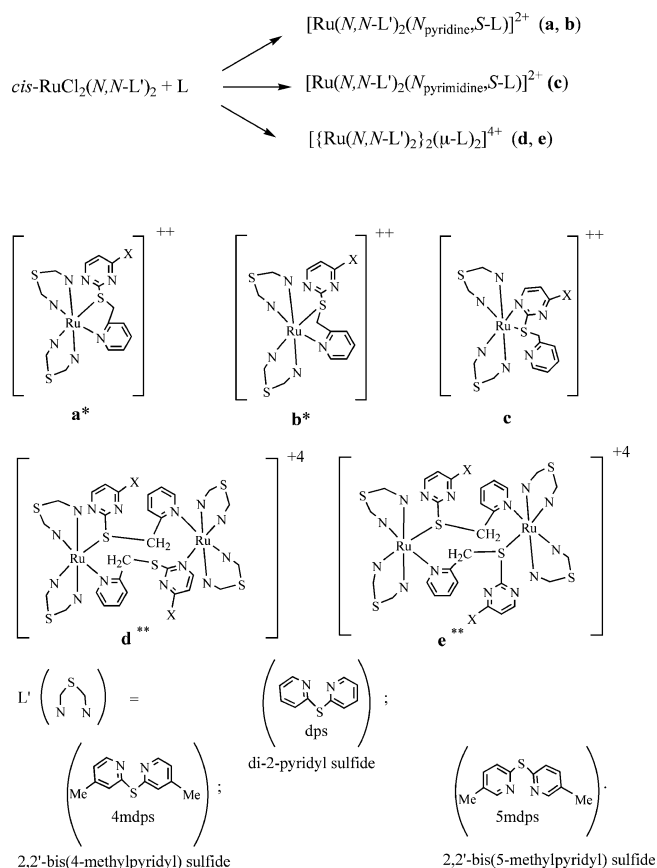 [Ru(N,N-L')₂(Npyridine,S-L)]²⁺ (a, b)
cis-RuCl₂(N,N-L')₂ + L
[Ru(N,N-L')₂(Npyrimidine,S-L)]²⁺ (c)
[{Ru(N,N-L')₂}₂(μ-L)₂]⁴⁺ (d, e)
++ ++ ++
S N N X N N S Ru N N N S
S N N X N N S Ru N N N S
S N N N N X Ru S N N N S
a* b* c
+4 +4
S N N X N N S Ru CH₂ H₂C N N N S N N X N Ru N N S N N S
S N N X N N S Ru CH₂ H₂C N N N S N N X N Ru N N S N N S
d ** e **
L' ( S N N ) = ( N N S ) ;
dps
di-2-pyridyl sulfide
( Me N N S Me ) ;
4mdps
2,2'-bis(4-methylpyridyl) sulfide
( Me N S N Me ) .
5mdps
2,2'-bis(5-methylpyridyl) sulfide